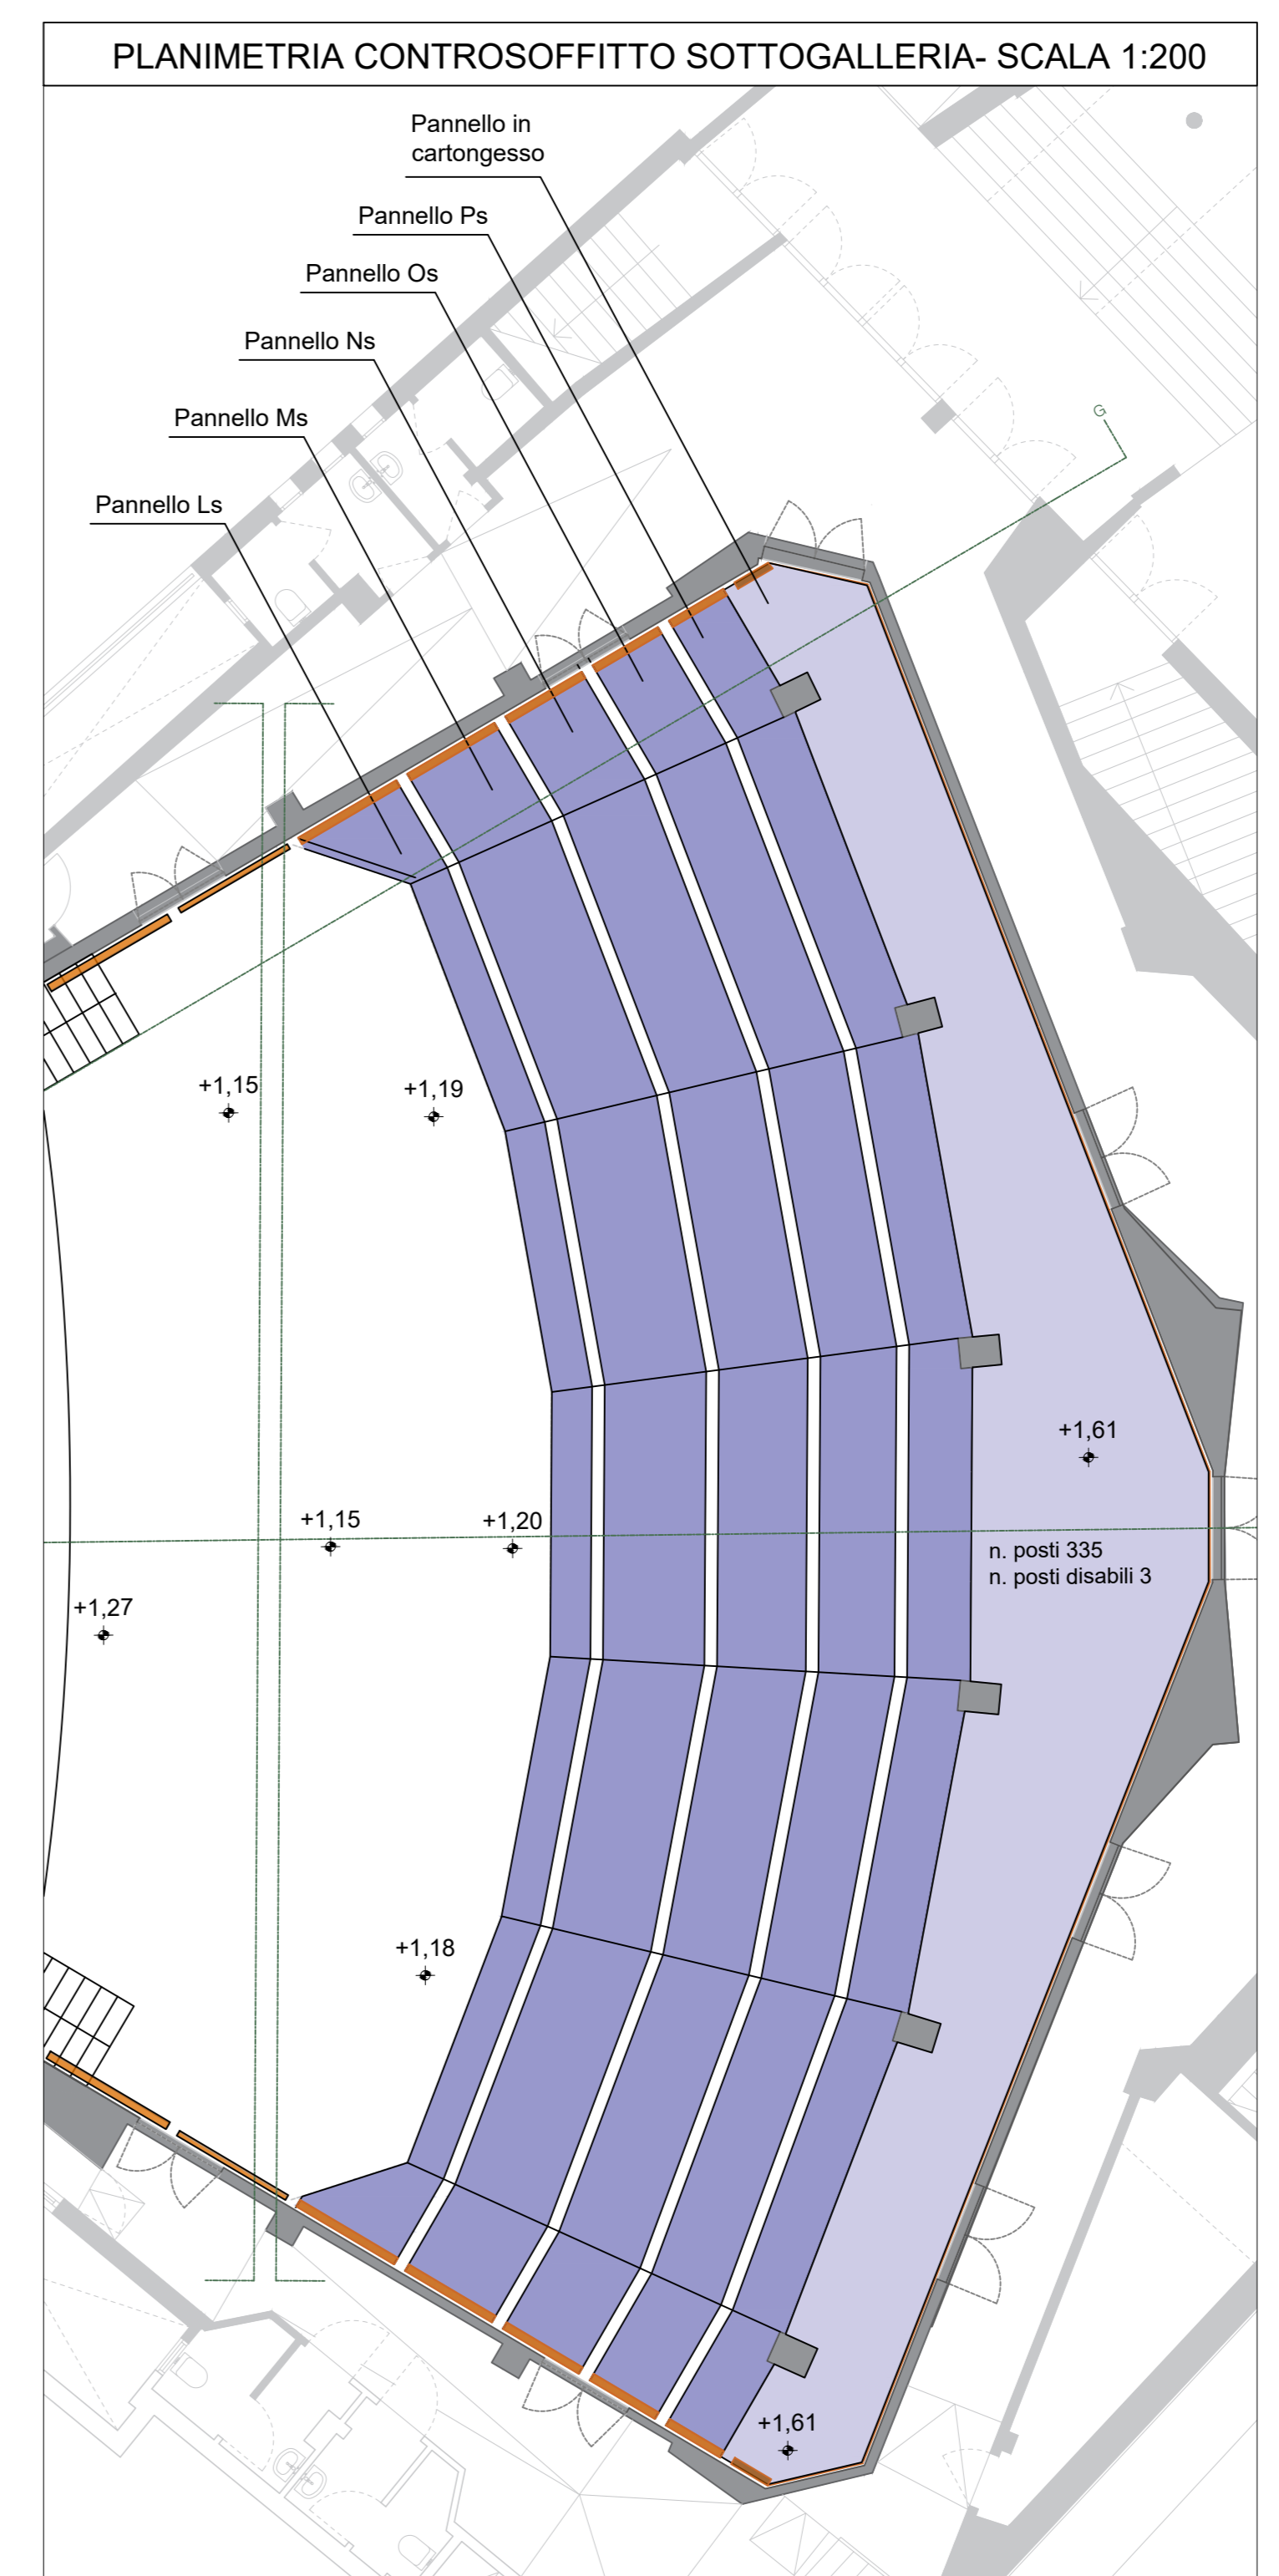 PLANIMETRIA CONTROSOFFITTO SOTTOGALLERIA- SCALA 1:200
Pannello in
cartongesso
Pannello Ps
Pannello Os
Pannello Ns
Pannello Ms
Pannello Ls
G
+1,15
+1,19
+1,61
+1,15
+1,20
n. posti 335
n. posti disabili 3
+1,27
+1,18
+1,61